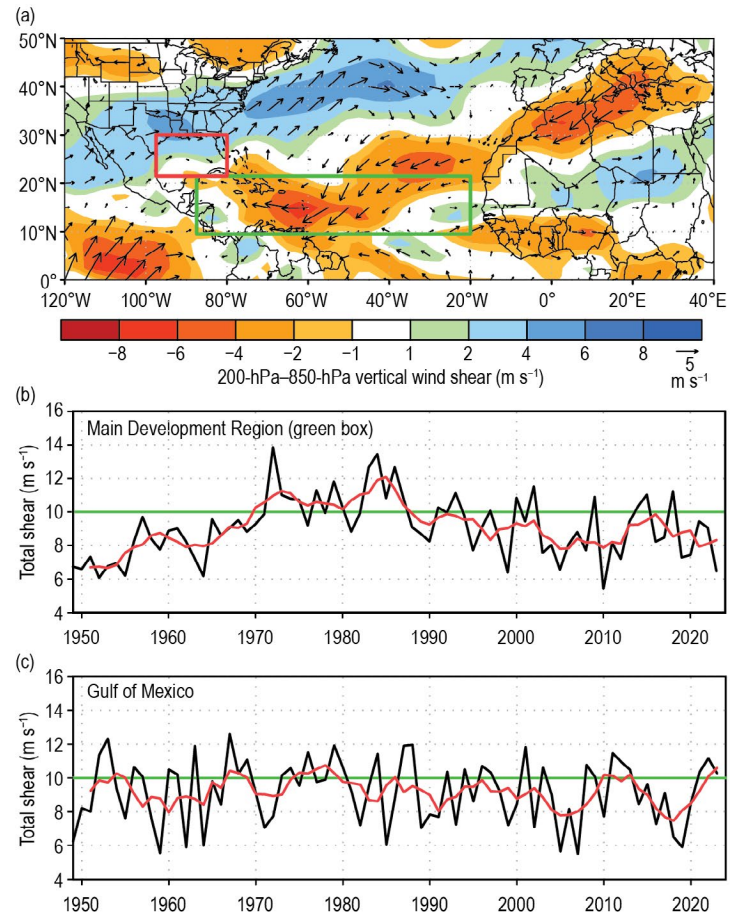 (a)
50°N
40°N
30°N
20°N
10°N
0°
120°W 100°W 80°W 60°W 40°W 20°W 0° 20°E 40°E
−8 −6 −4 −2 −1 1 2 4 6 8 5
200-hPa–850-hPa vertical wind shear (m s⁻¹) m s⁻¹
(b)
16
14
12
10
8
6
4
Total shear (m s⁻¹)
Main Development Region (green box)
1950 1960 1970 1980 1990 2000 2010 2020
(c)
16
14
12
10
8
6
4
Total shear (m s⁻¹)
Gulf of Mexico
1950 1960 1970 1980 1990 2000 2010 2020